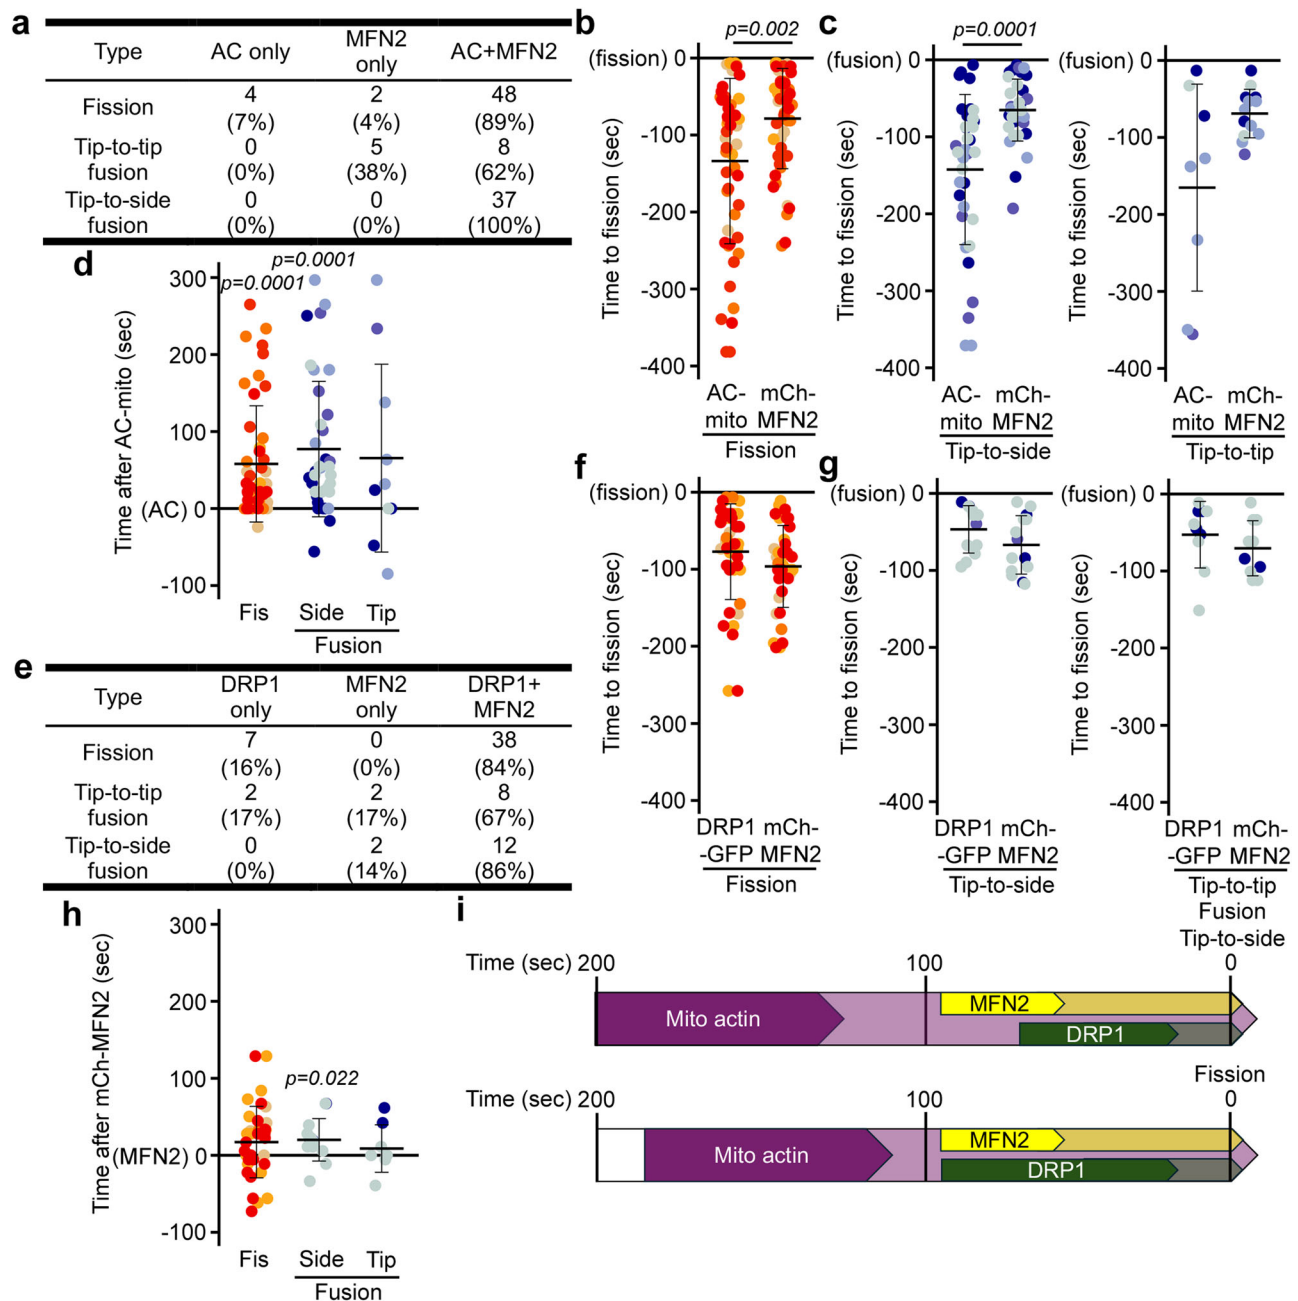 a
Type AC only MFN2 only AC+MFN2
Fission 4 (7%) 2 (4%) 48 (89%)
Tip-to-tip fusion 0 (0%) 5 (38%) 8 (62%)
Tip-to-side fusion 0 (0%) 0 (0%) 37 (100%)
b
p=0.002
(fission) 0
-100
-200
-300
-400
Time to fission (sec)
AC-mito mCh-MFN2
Fission
c
p=0.0001
(fusion) 0
-100
-200
-300
-400
Time to fission (sec)
AC-mito mCh-MFN2
Tip-to-side
(fusion) 0
-100
-200
-300
-400
Time to fission (sec)
AC-mito mCh-MFN2
Tip-to-tip
d
p=0.0001
p=0.0001
300
200
100
(AC) 0
-100
Time after AC-mito (sec)
Fis Side Tip
Fusion
e
Type DRP1 only MFN2 only DRP1+ MFN2
Fission 7 (16%) 0 (0%) 38 (84%)
Tip-to-tip fusion 2 (17%) 2 (17%) 8 (67%)
Tip-to-side fusion 0 (0%) 2 (14%) 12 (86%)
f
(fission) 0
-100
-200
-300
-400
Time to fission (sec)
DRP1 mCh-
-GFP MFN2
Fission
g
(fusion) 0
-100
-200
-300
-400
Time to fission (sec)
DRP1 mCh-
-GFP MFN2
Tip-to-side
(fusion) 0
-100
-200
-300
-400
Time to fission (sec)
DRP1 mCh-
-GFP MFN2
Tip-to-tip
h
300
200
100
(MFN2) 0
-100
Time after mCh-MFN2 (sec)
p=0.022
Fis Side Tip
Fusion
i
Fusion
Tip-to-side
Time (sec) 200 100 0
Mito actin
MFN2
DRP1
Fission
Time (sec) 200 100 0
Mito actin
MFN2
DRP1